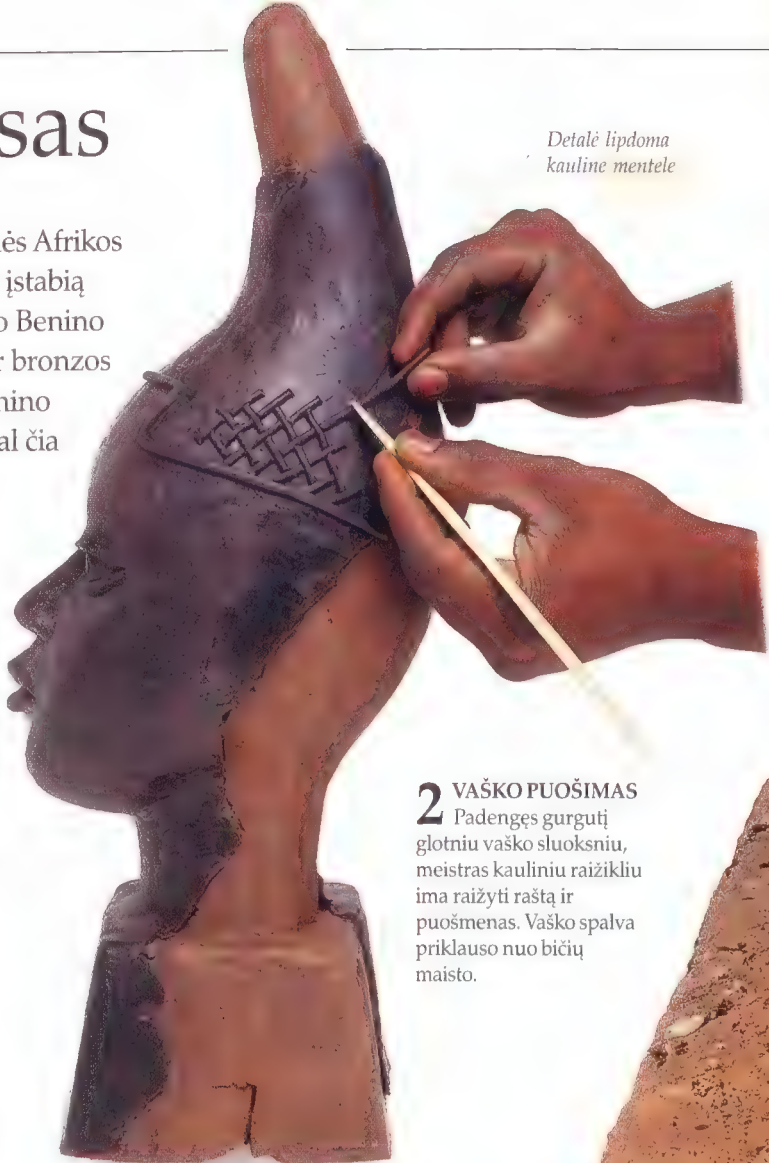 sas
ės Afrikos
įstabią
o Benino
r bronzos
nino
al čia
Detalė lipdoma
kauline mentele
2 VAŠKO PUOŠIMAS
Padengęs gurgutį
glotniu vaško sluoksniu,
meistras kauliniu raižikliu
ima raižyti raštą ir
puošmenas. Vaško spalva
priklauso nuo bičių
maisto.